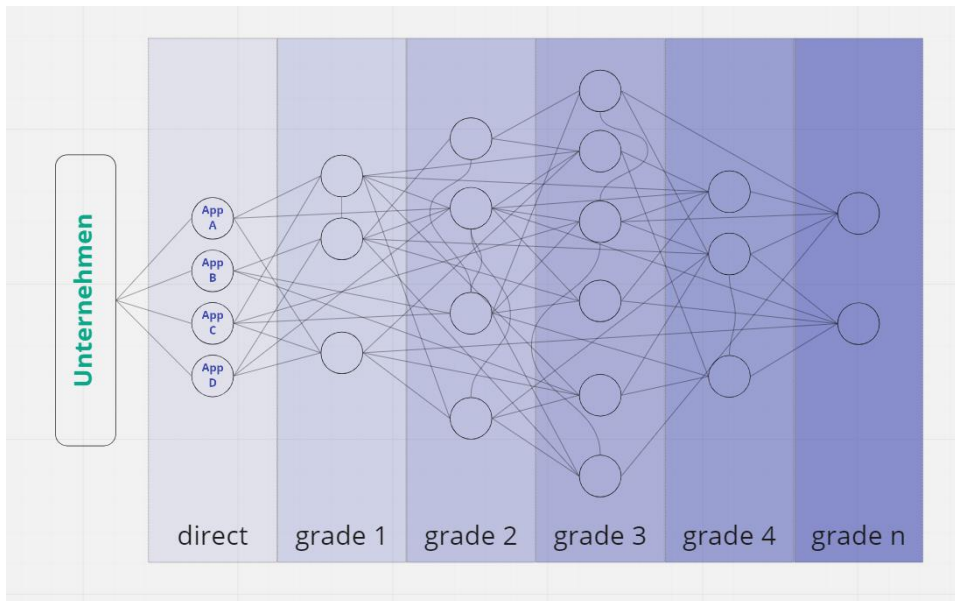 Unternehmen
App
A
App
B
App
C
App
D
direct
grade 1
grade 2
grade 3
grade 4
grade n